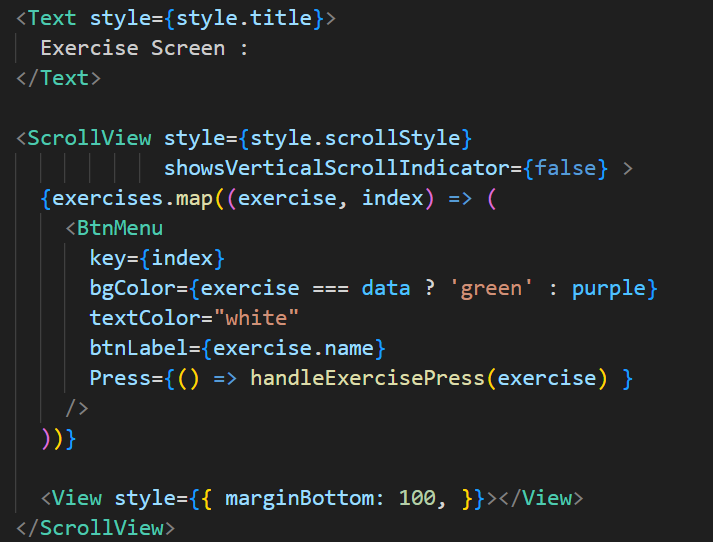 <Text style={style.title}>
Exercise Screen :
</Text>
<ScrollView style={style.scrollStyle}
showsVerticalScrollIndicator={false} >
{exercises.map((exercise, index) => (
<BtnMenu
key={index}
bgColor={exercise === data ? 'green' : purple}
textColor="white"
btnLabel={exercise.name}
Press={() => handleExercisePress(exercise) }
/>
))}
<View style={{ marginBottom: 100, }}></View>
</ScrollView>